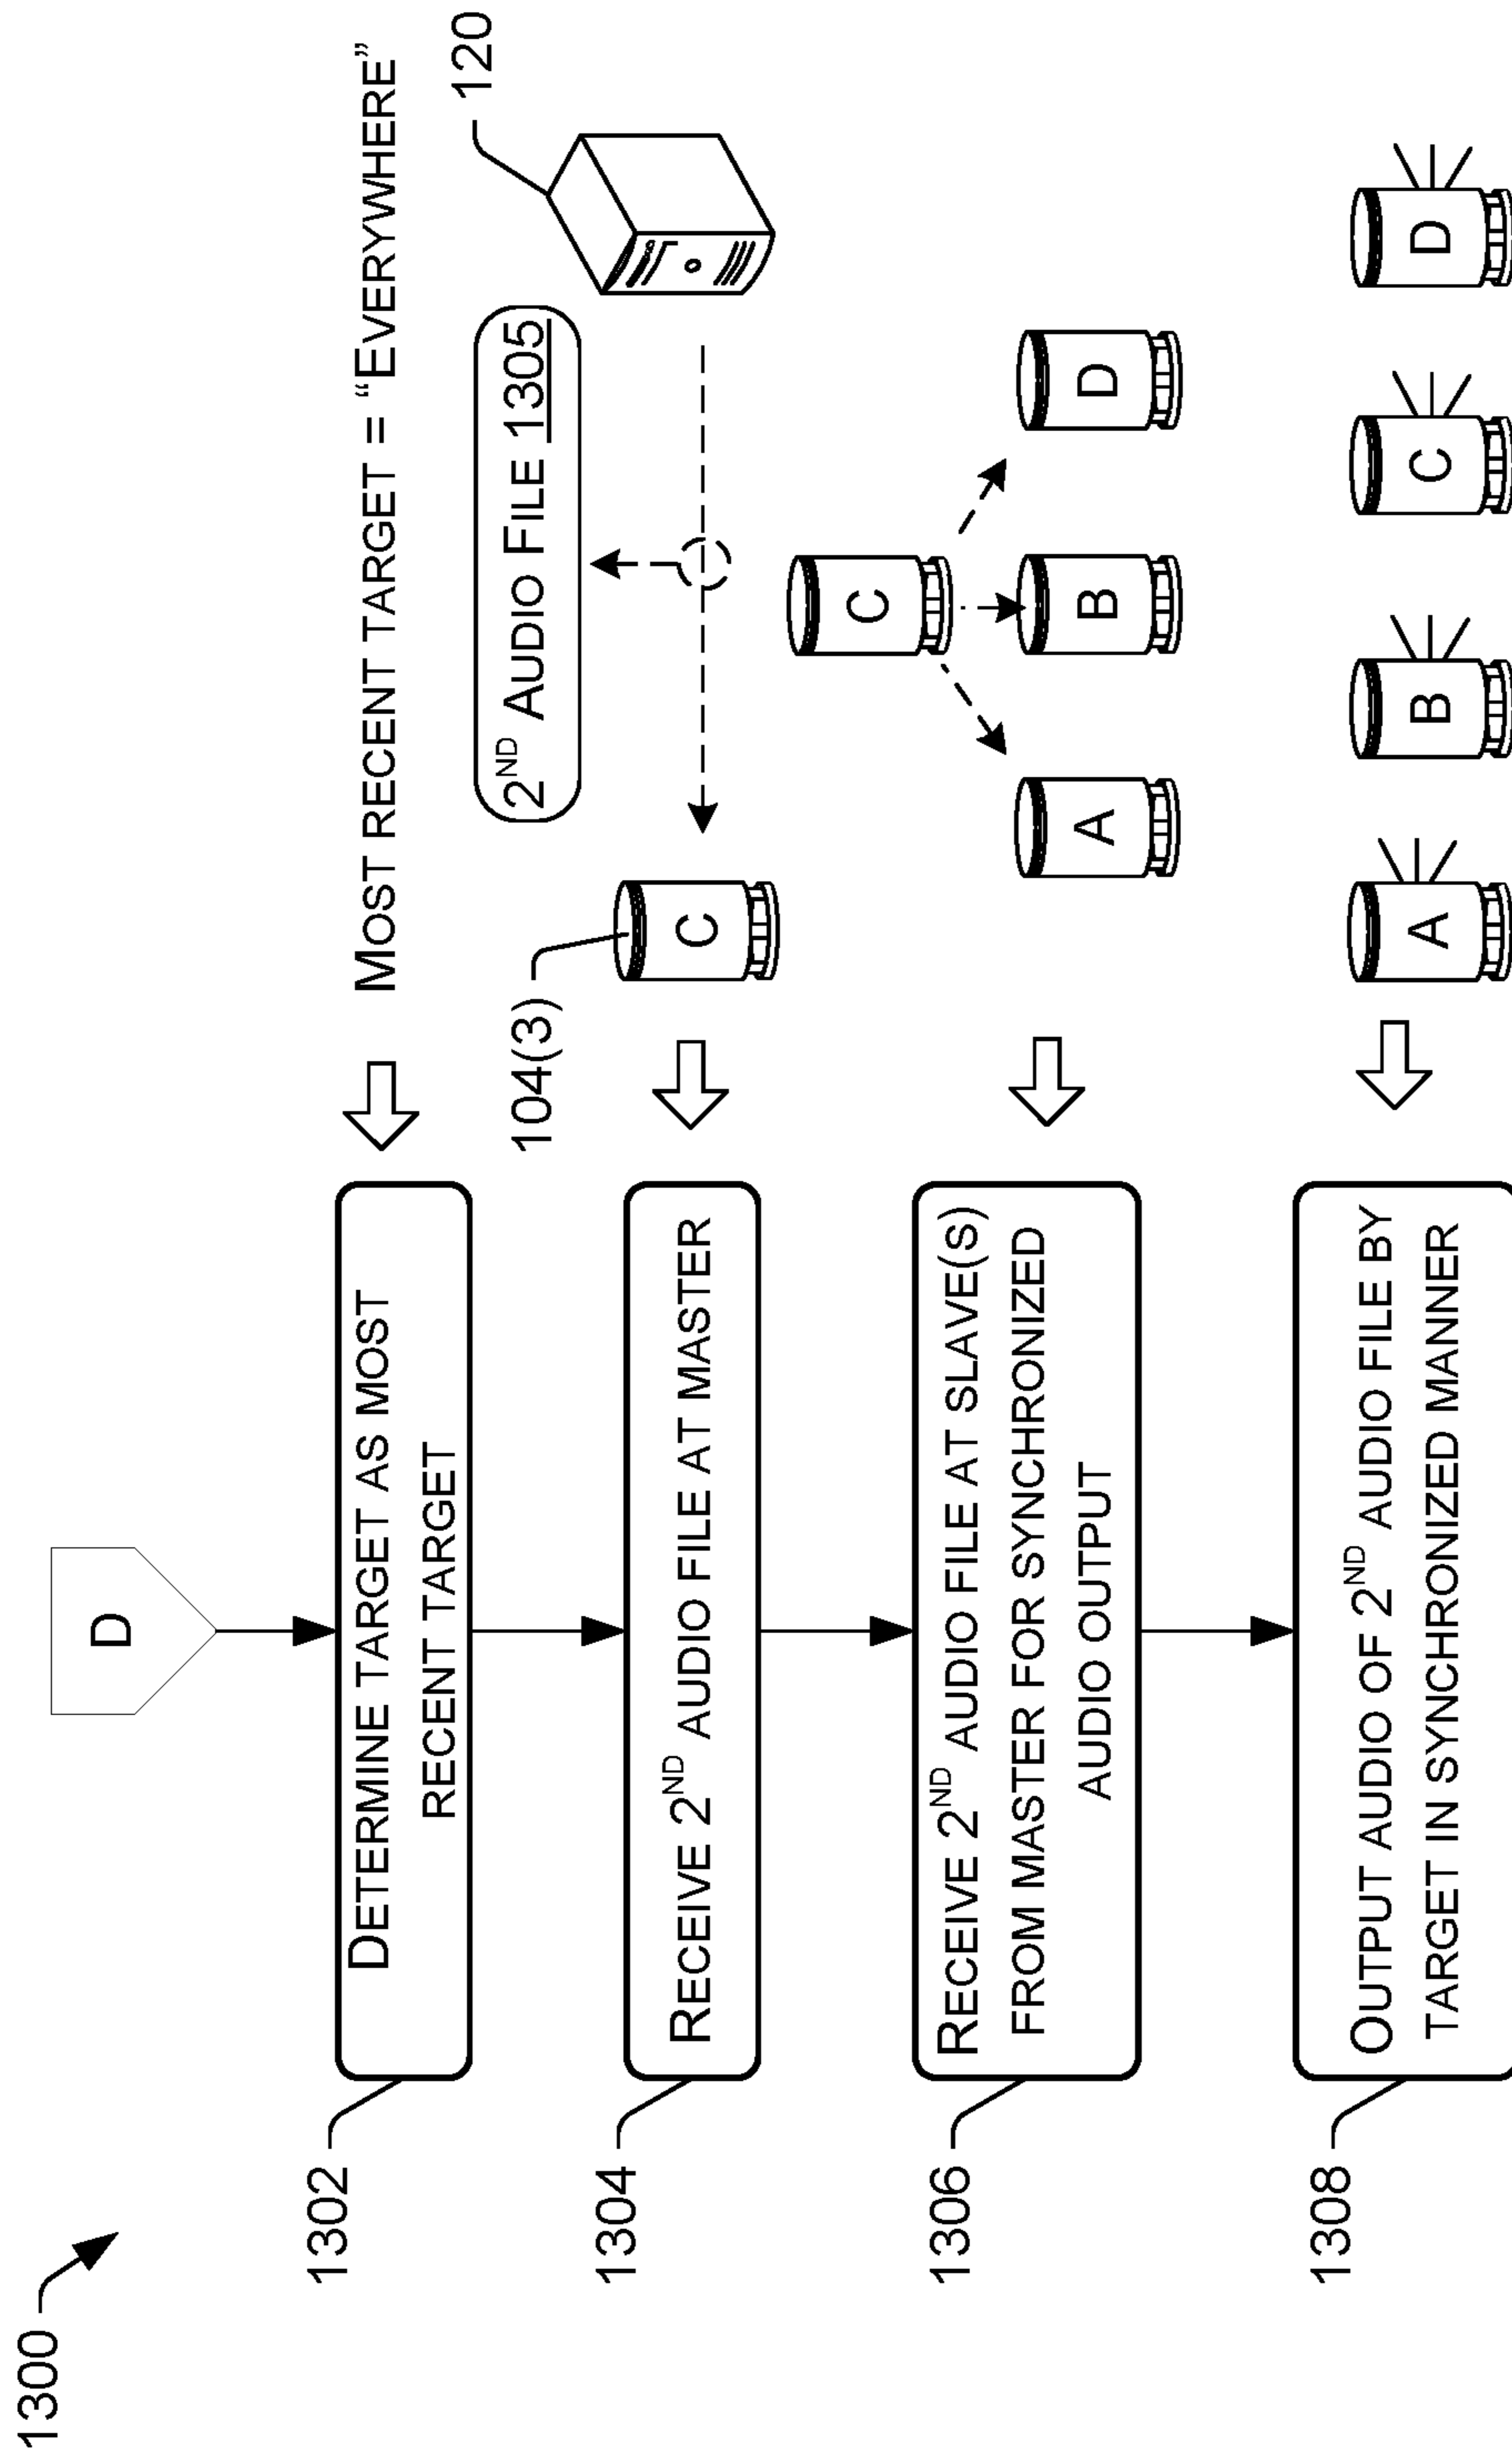 1300
D
1302
DETERMINE TARGET AS MOST
RECENT TARGET
MOST RECENT TARGET = “EVERYWHERE”
1304
RECEIVE 2ND AUDIO FILE AT MASTER
104(3)
C
2ND AUDIO FILE 1305
120
1306
RECEIVE 2ND AUDIO FILE AT SLAVE(S)
FROM MASTER FOR SYNCHRONIZED
AUDIO OUTPUT
C
A B D
1308
OUTPUT AUDIO OF 2ND AUDIO FILE BY
TARGET IN SYNCHRONIZED MANNER
A B C D